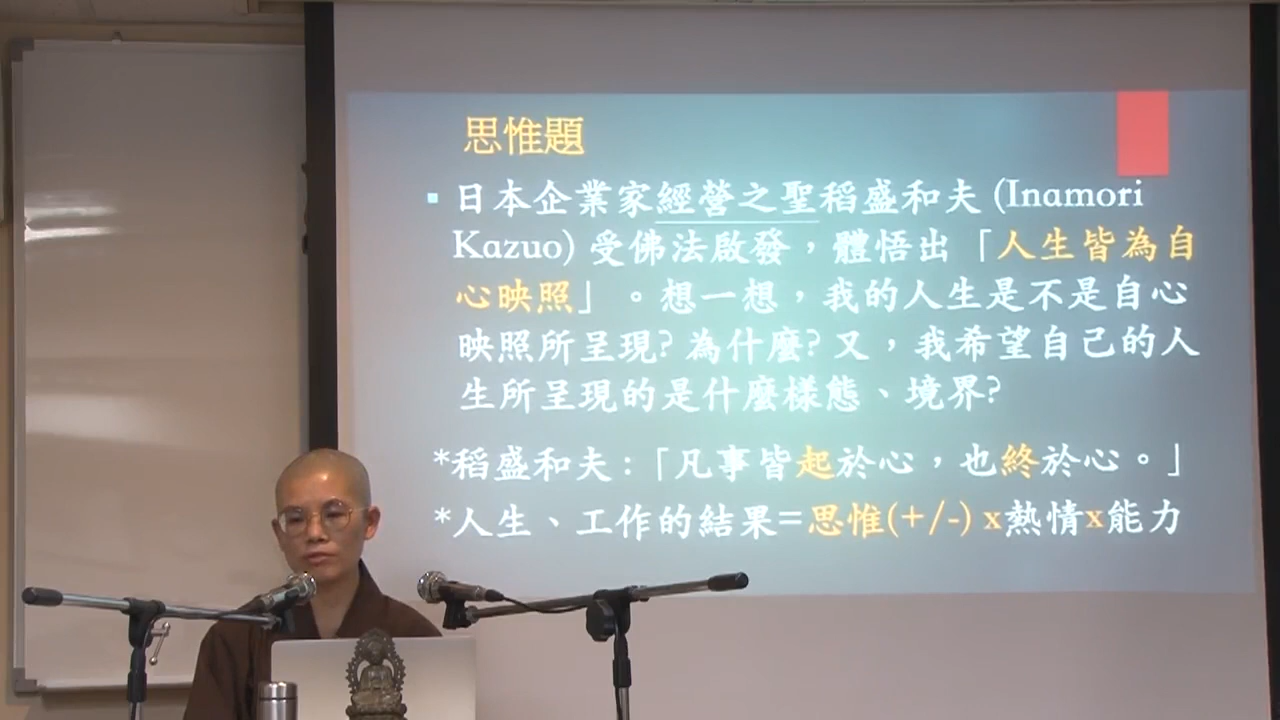 思惟題
日本企業家經營之聖稻盛和夫 (Inamori
Kazuo) 受佛法啟發，體悟出「人生皆為自
心映照」。想一想，我的人生是不是自心
映照所呈現? 為什麼? 又，我希望自己的人
生所呈現的是什麼樣態、境界?
*稻盛和夫:「凡事皆起於心，也終於心。」
*人生、工作的結果=思惟(+/-) x熱情x能力